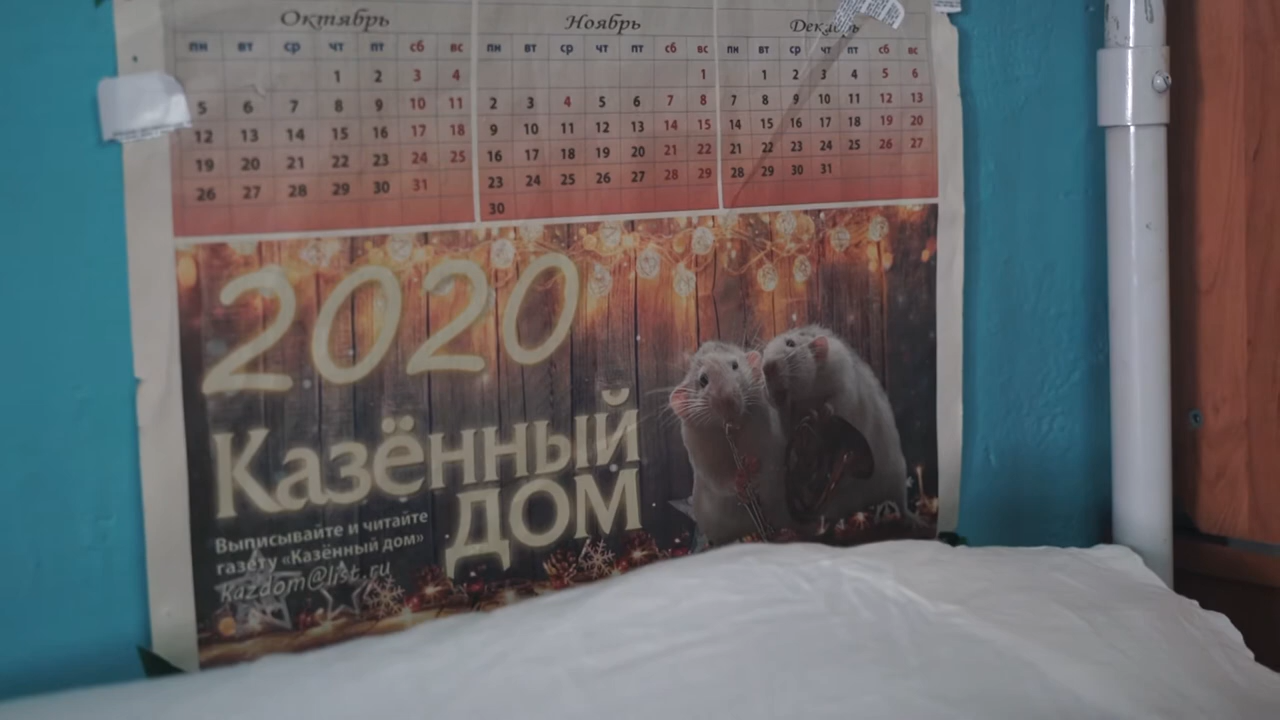 Октябрь Ноябрь Декабрь
пн вт ср чт пт сб вс пн вт ср чт пт сб вс пн вт ср чт пт сб вс
1 2 3 4 1 1 2 3 4 5 6
5 6 7 8 9 10 11 2 3 4 5 6 7 8 7 8 9 10 11 12 13
12 13 14 15 16 17 18 9 10 11 12 13 14 15 14 15 16 17 18 19 20
19 20 21 22 23 24 25 16 17 18 19 20 21 22 21 22 23 24 25 26 27
26 27 28 29 30 31 23 24 25 26 27 28 29 28 29 30 31
30
2020
Казённый
дом
Выписывайте и читайте
газету «Казённый дом»
kazdom@list.ru